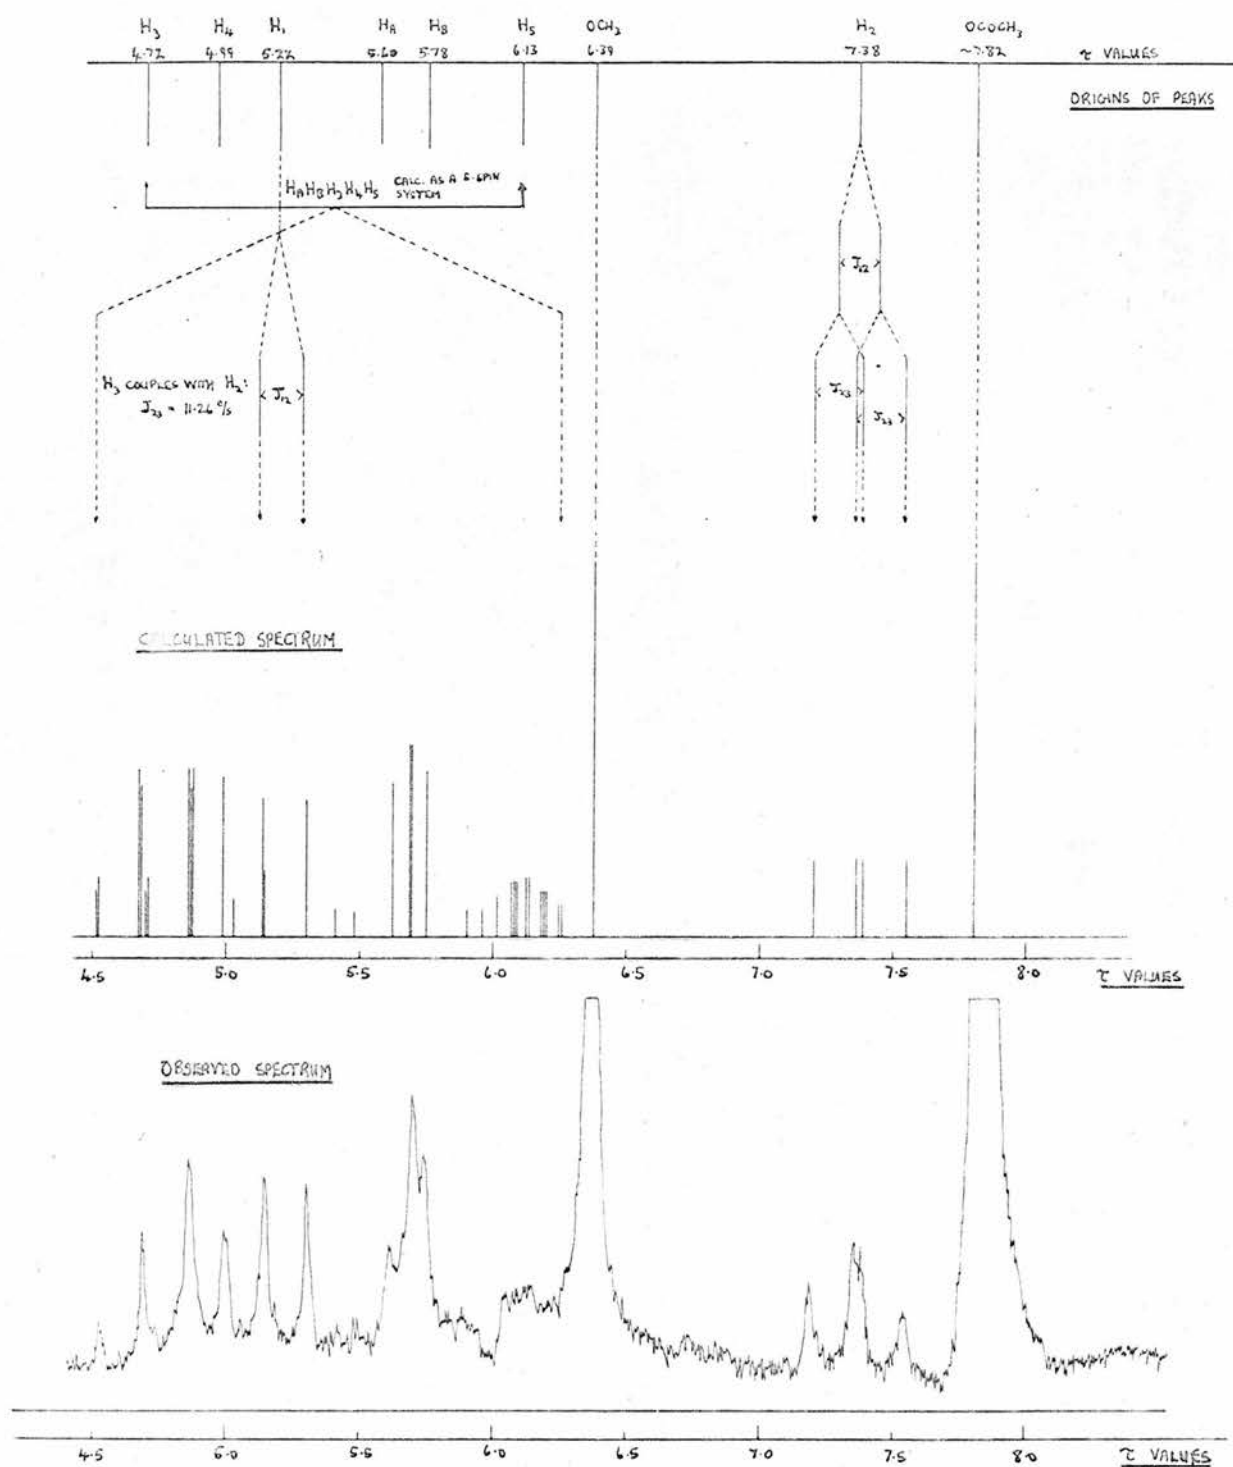 H3 H4 H1 HA HB H5 OCH3 H2 OCOCH3
4.72 4.99 5.22 5.60 5.78 6.13 6.39 7.38 ~7.82 τ VALUES
ORIGINS OF PEAKS
HAHBH3H4H5 CALC. AS A 5-SPIN
SYSTEM
J12
H3 COUPLES WITH H2:
J23 = 11.26 c/s
J12
J23
J23
CALCULATED SPECTRUM
4.5 5.0 5.5 6.0 6.5 7.0 7.5 8.0 τ VALUES
OBSERVED SPECTRUM
4.5 5.0 5.5 6.0 6.5 7.0 7.5 8.0 τ VALUES